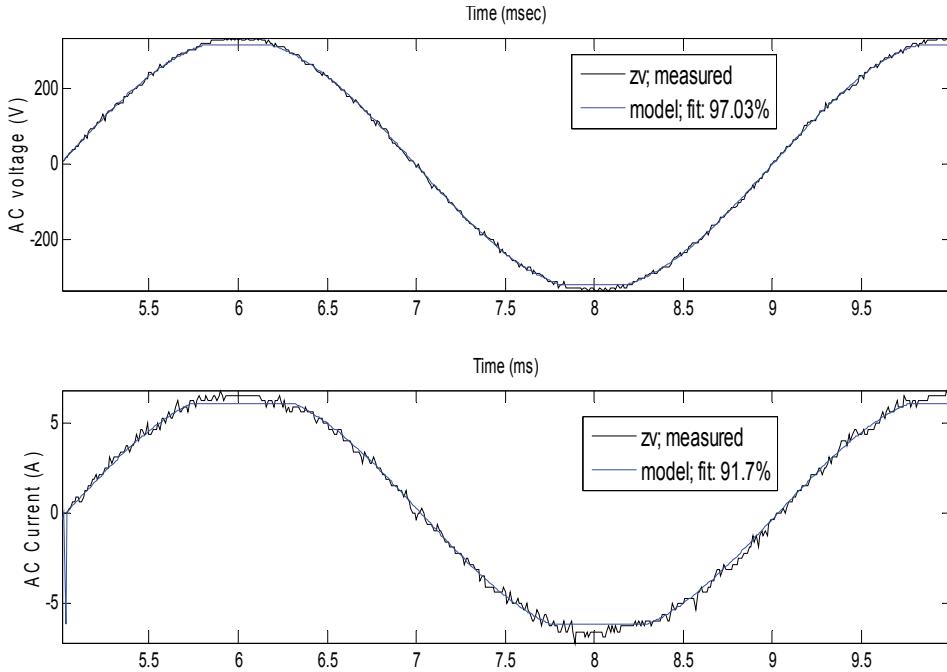 Time (msec)
AC voltage (V)
200
0
-200
zv; measured
model; fit: 97.03%
5.5 6 6.5 7 7.5 8 8.5 9 9.5
Time (ms)
AC Current (A)
5
0
-5
zv; measured
model; fit: 91.7%
5.5 6 6.5 7 7.5 8 8.5 9 9.5